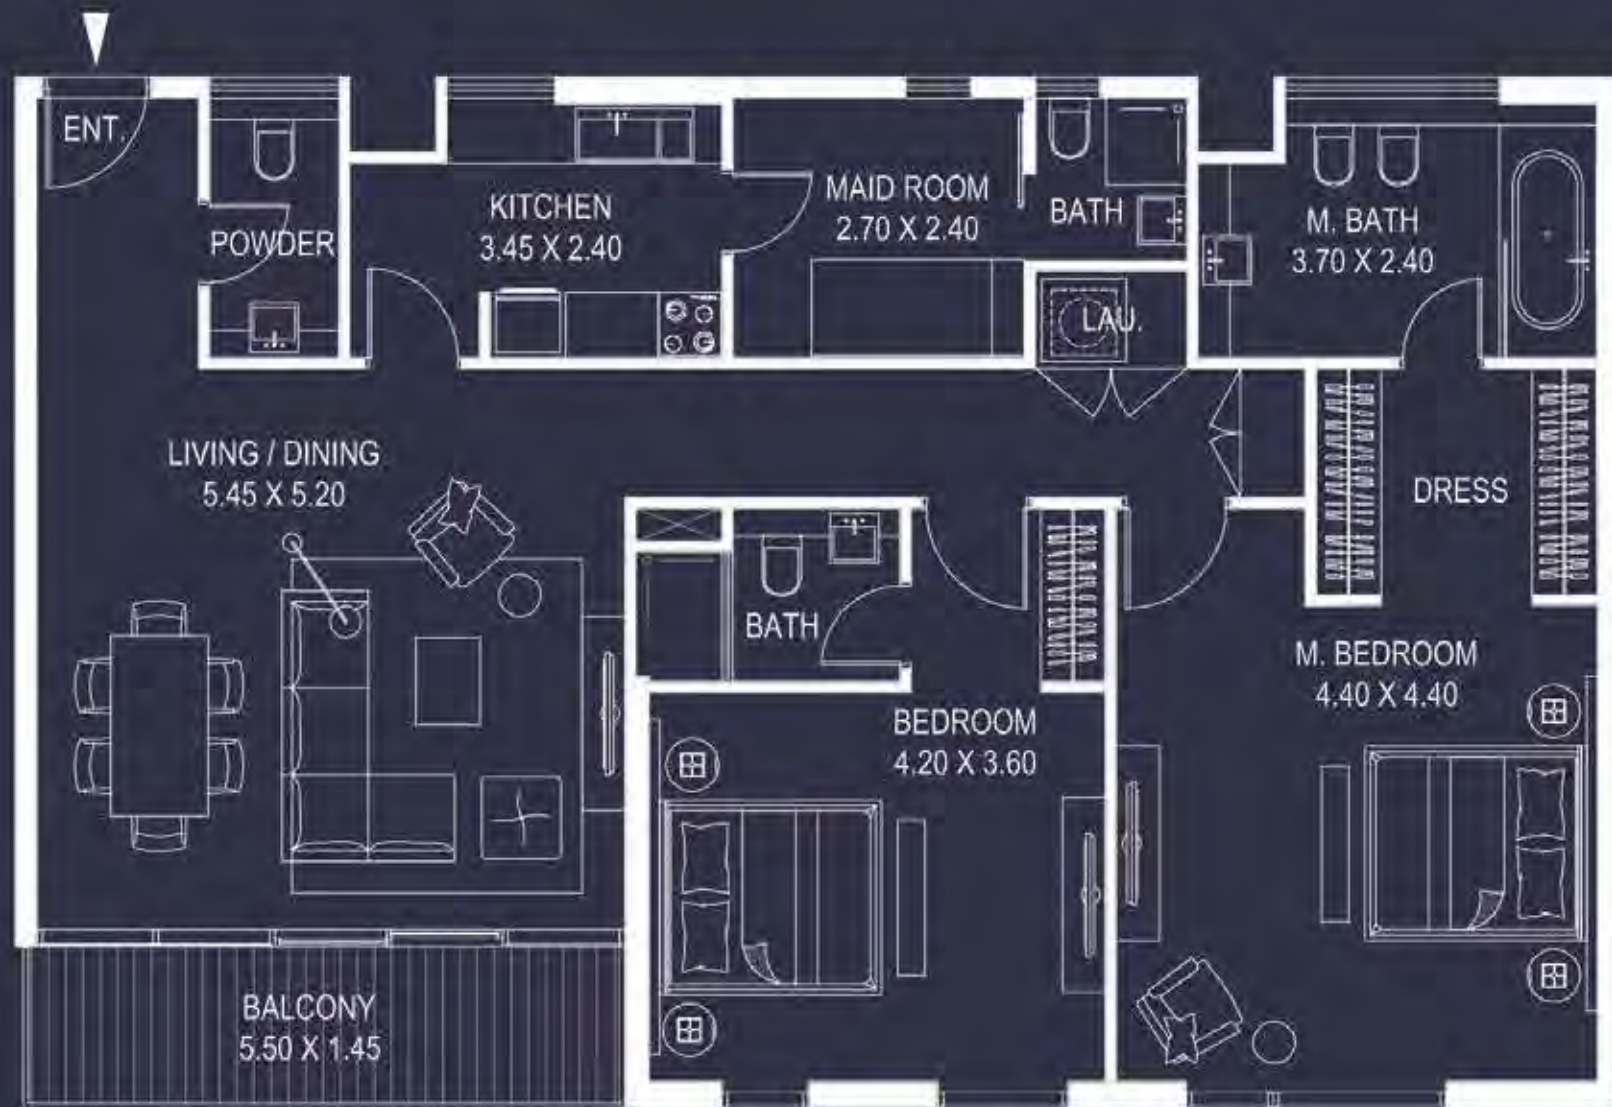 ENT.
POWDER
KITCHEN
3.45 X 2.40
MAID ROOM
2.70 X 2.40
BATH
M. BATH
3.70 X 2.40
LAU.
LIVING / DINING
5.45 X 5.20
DRESS
BATH
M. BEDROOM
4.40 X 4.40
BEDROOM
4.20 X 3.60
BALCONY
5.50 X 1.45